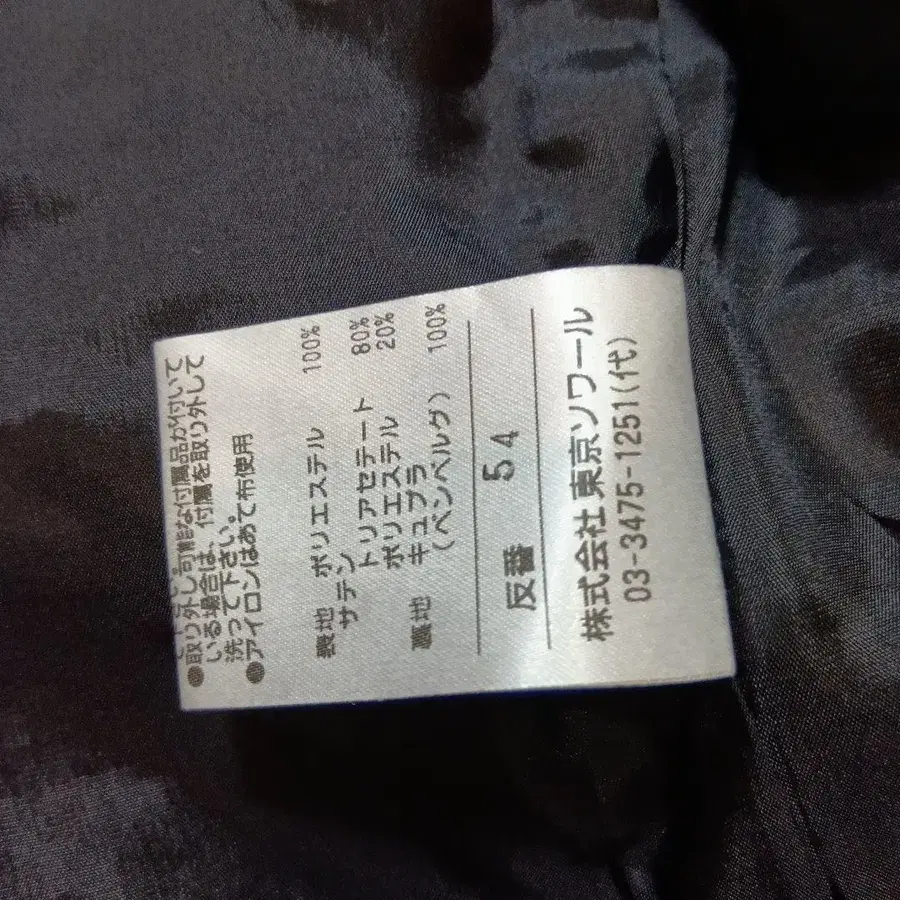 ●取り外し可能な付属品が付いて
いる場合は、付属を取り外して
洗って下さい。
●アイロンはあて布使用
表地 ポリエステル 100%
サテン
トリアセテート 80%
ポリエステル 20%
裏地 キュプラ 100%
(ベンベルグ)
反番 54
株式会社 東京ソワール
03-3475-1251(代)